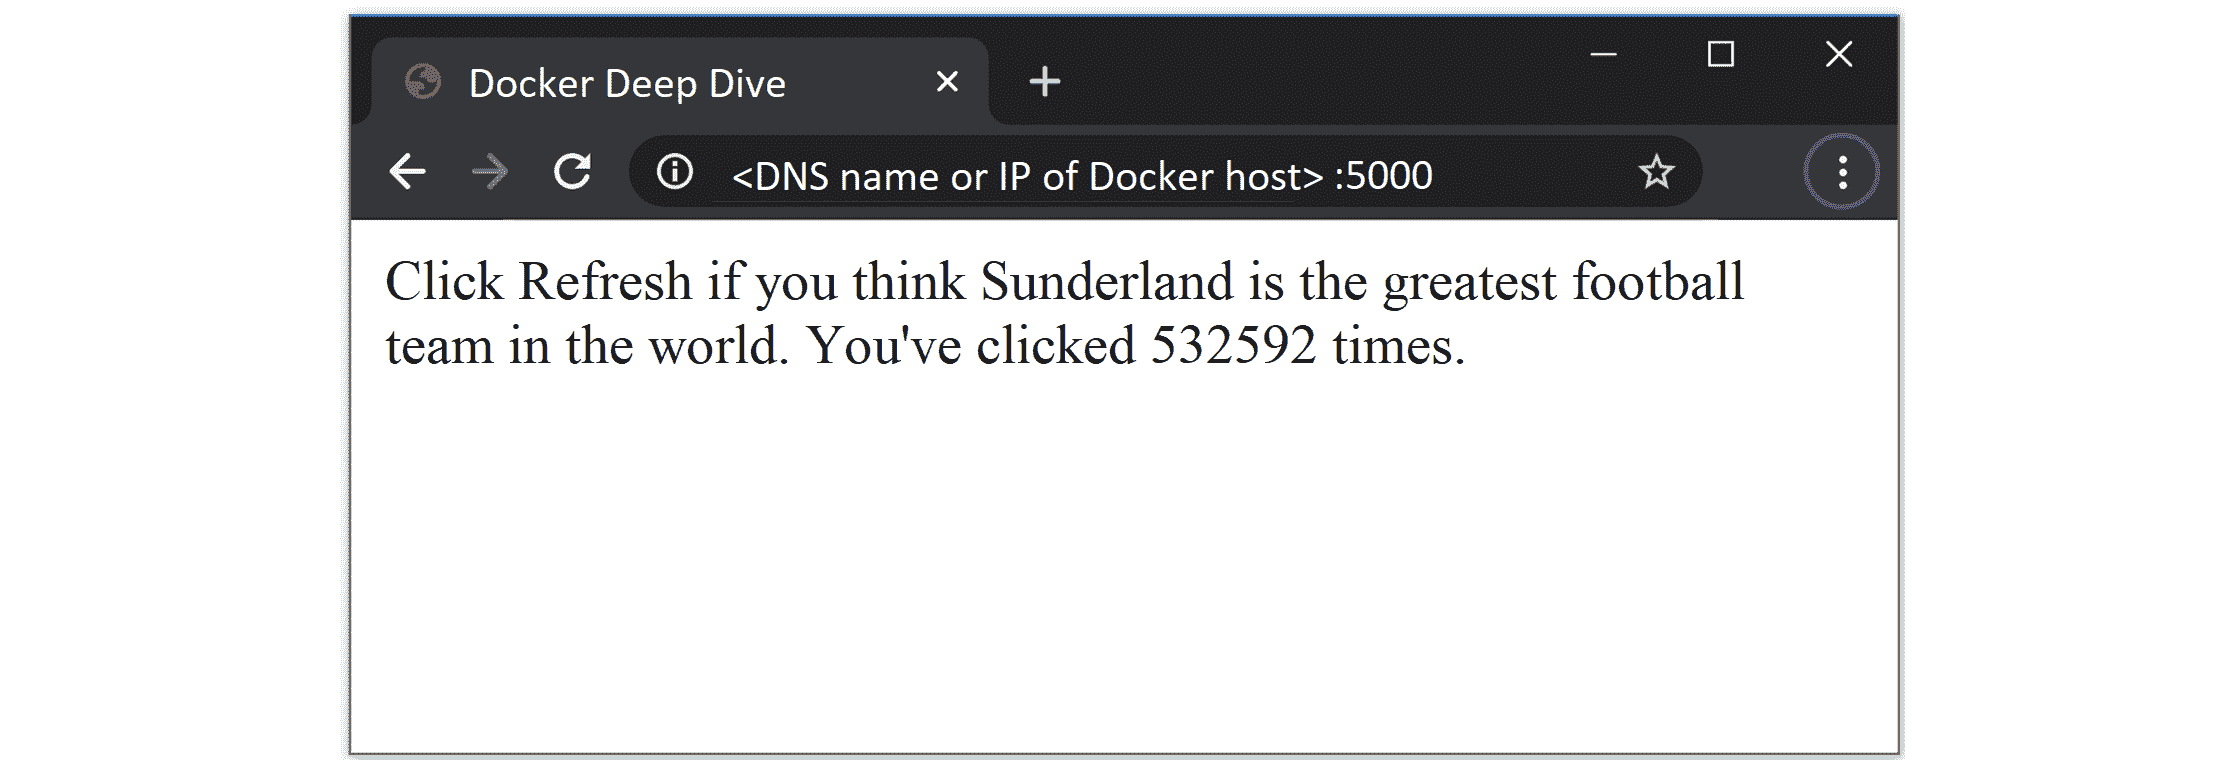 Docker Deep Dive
<DNS name or IP of Docker host> :5000
Click Refresh if you think Sunderland is the greatest football
team in the world. You've clicked 532592 times.